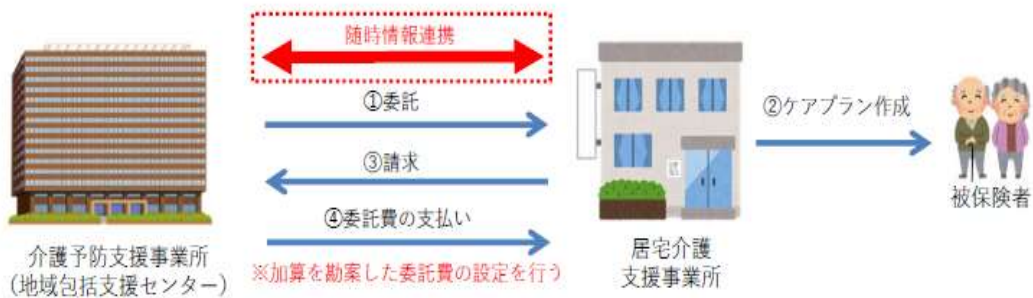 随時情報連携
①委託
②ケアプラン作成
③請求
④委託費の支払い
※加算を勘案した委託費の設定を行う
介護予防支援事業所
（地域包括支援センター）
居宅介護
支援事業所
被保険者